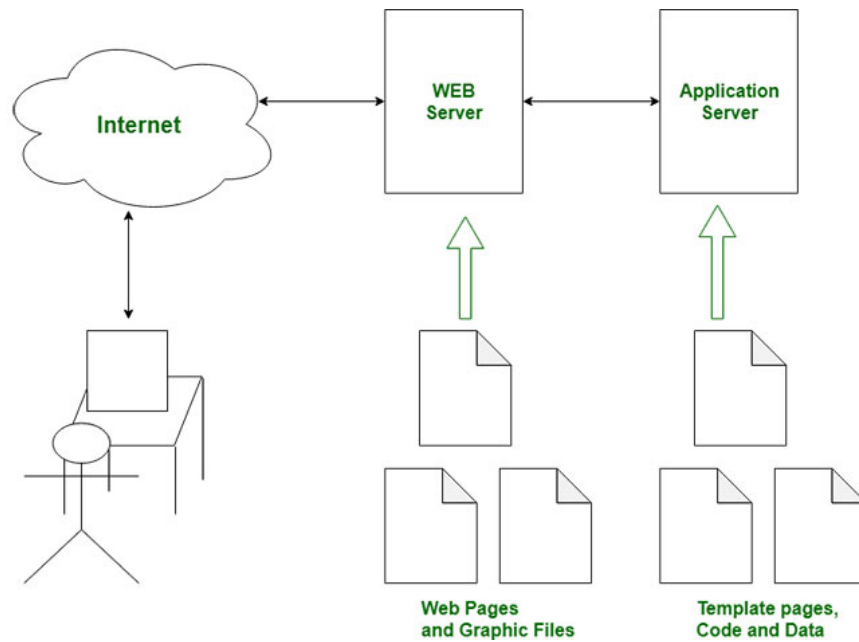 Internet
WEB
Server
Application
Server
Web Pages
and Graphic Files
Template pages,
Code and Data